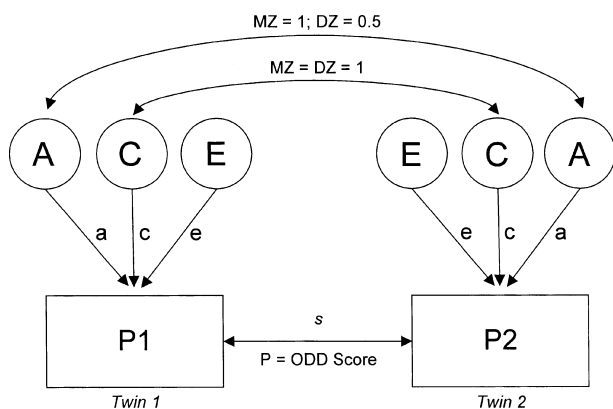 MZ = 1; DZ = 0.5
MZ = DZ = 1
A C E E C A
a c e e c a
s
P1 P2
P = ODD Score
Twin 1 Twin 2